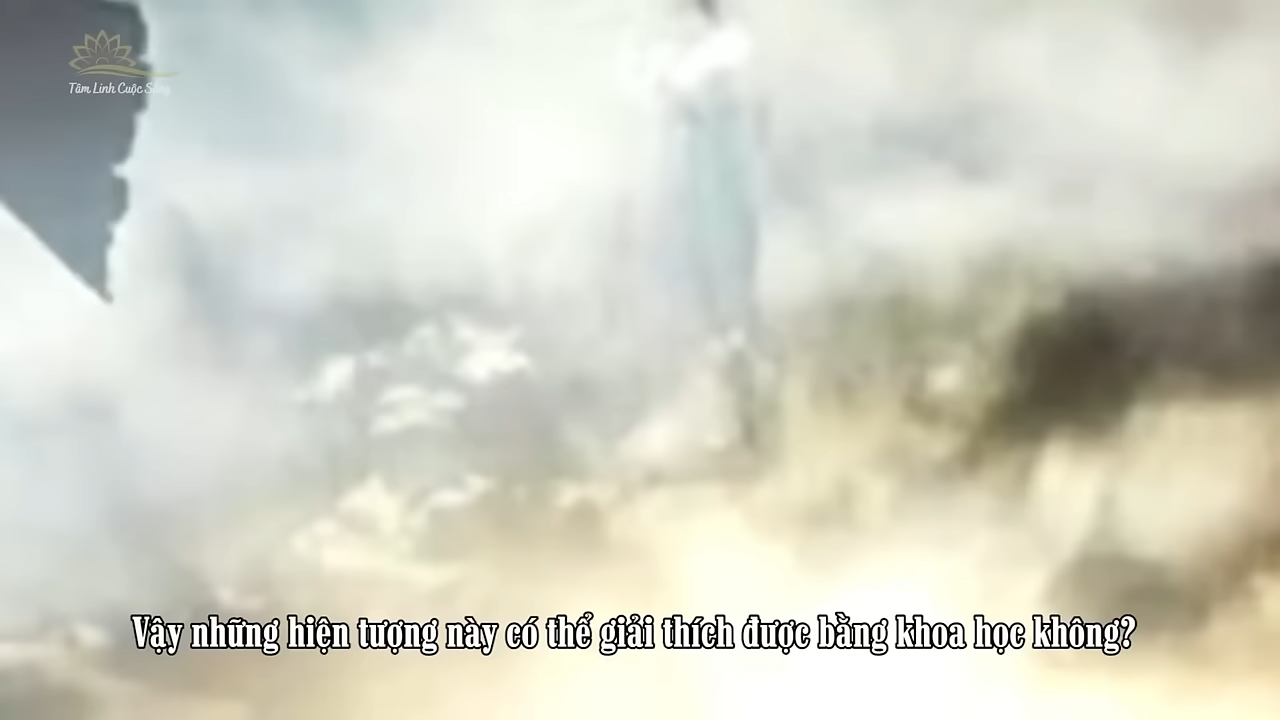 Tâm Linh Cuộc Sống
Vậy những hiện tượng này có thể giải thích được bằng khoa học không?